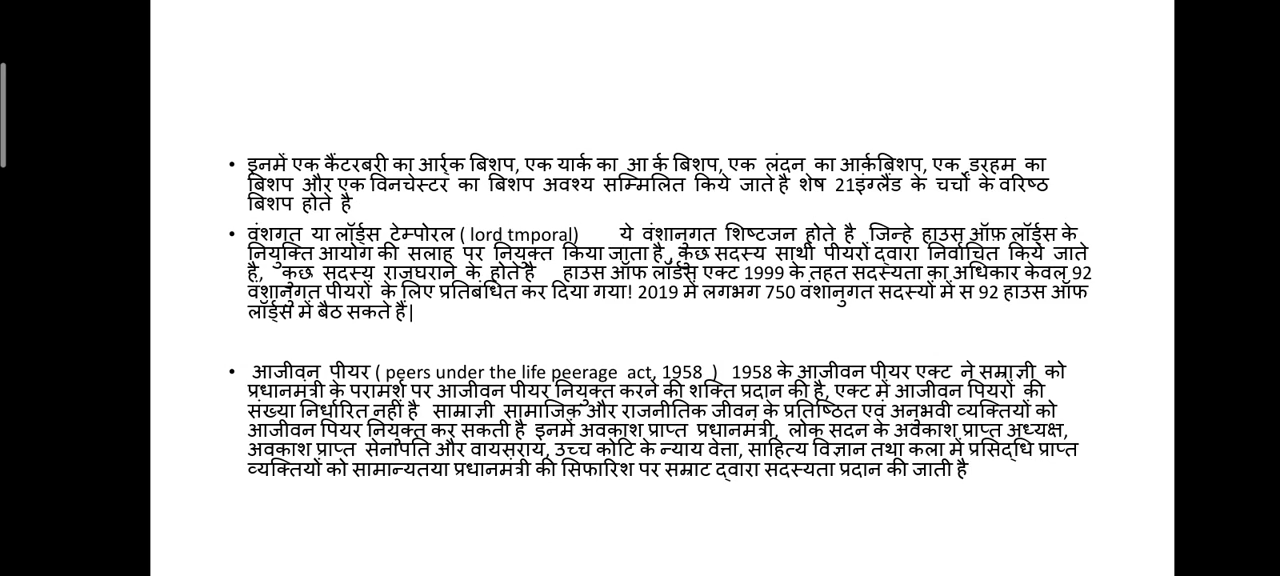 • इनमें एक कैंटरबरी का आर्र्क बिशप, एक यार्क का आ र्क बिशप, एक लंदन का आर्कबिशप, एक डरहम का
बिशप और एक विनचेस्टर का बिशप अवश्य सम्मिलित किये जाते है शेष 21इंग्लैंड के चर्चो के वरिष्ठ
बिशप होते है
• वंशगत या लॉर्ड्स टेम्पोरल ( lord tmporal) ये वंशानुगत शिष्टजन होते है जिन्हे हाउस ऑफ़ लॉर्ड्स के
नियुक्ति आयोग की सलाह पर नियुक्त किया जाता है , कुछ सदस्य साथी पीयरों द्वारा निर्वाचित किये जाते
है, कुछ सदस्य राजघराने के होते है हाउस ऑफ लॉर्ड्स एक्ट 1999 के तहत सदस्यता का अधिकार केवल 92
वंशानुगत पीयरों के लिए प्रतिबंधित कर दिया गया! 2019 में लगभग 750 वंशानुगत सदस्यों में स 92 हाउस ऑफ
लॉर्ड्स में बैठ सकते हैं|
• आजीवन पीयर ( peers under the life peerage act, 1958 ) 1958 के आजीवन पीयर एक्ट ने सम्राज्ञी को
प्रधानमंत्री के परामर्श पर आजीवन पीयर नियुक्त करने की शक्ति प्रदान की है, एक्ट में आजीवन पियरों की
संख्या निर्धारित नहीं है साम्राज्ञी सामाजिक और राजनीतिक जीवन के प्रतिष्ठित एवं अनुभवी व्यक्तियों को
आजीवन पियर नियुक्त कर सकती है इनमें अवकाश प्राप्त प्रधानमंत्री, लोक सदन के अवकाश प्राप्त अध्यक्ष,
अवकाश प्राप्त सेनापति और वायसराय, उच्च कोटि के न्याय वेत्ता, साहित्य विज्ञान तथा कला में प्रसिद्धि प्राप्त
व्यक्तियों को सामान्यतया प्रधानमंत्री की सिफारिश पर सम्राट द्वारा सदस्यता प्रदान की जाती है